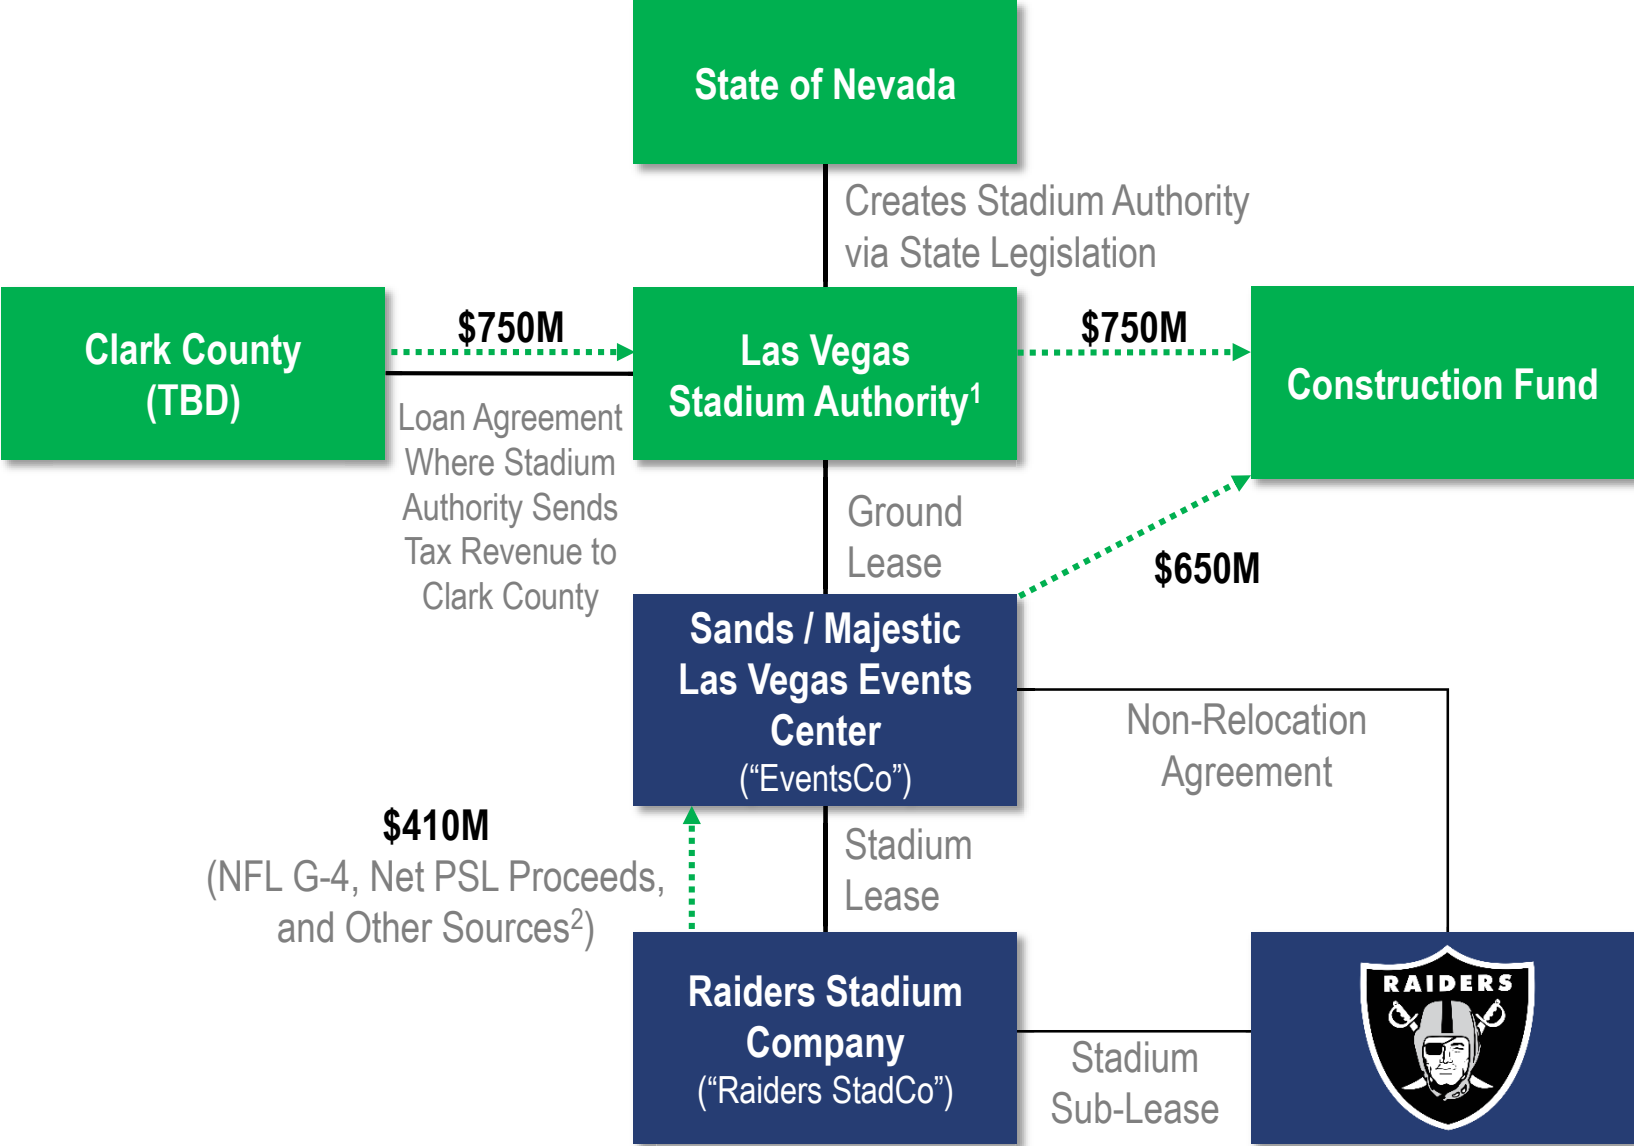 State of Nevada
Creates Stadium Authority
via State Legislation
Clark County
(TBD)
$750M
Las Vegas
Stadium Authority¹
$750M
Construction Fund
Loan Agreement
Where Stadium
Authority Sends
Tax Revenue to
Clark County
Ground
Lease
$650M
Sands / Majestic
Las Vegas Events
Center
(“EventsCo”)
Non-Relocation
Agreement
$410M
(NFL G-4, Net PSL Proceeds,
and Other Sources²)
Stadium
Lease
Raiders Stadium
Company
(“Raiders StadCo”)
Stadium
Sub-Lease
RAIDERS